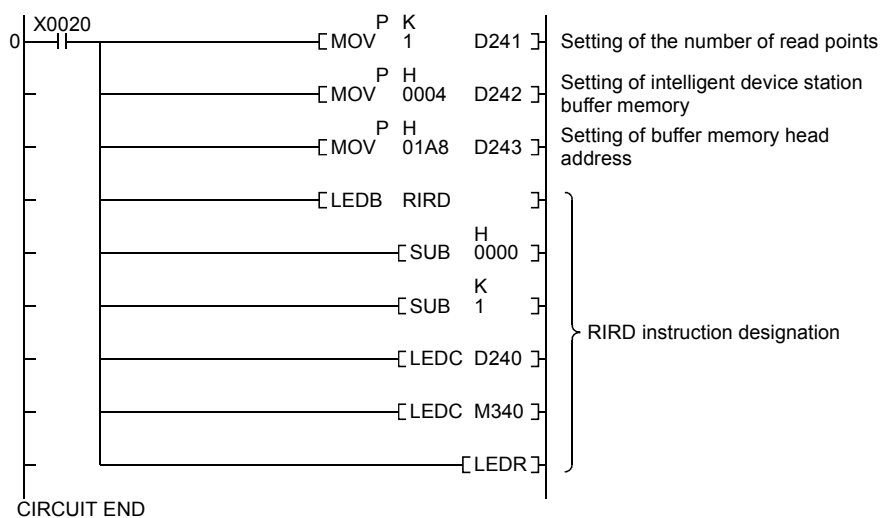 X0020
P K
0 MOV 1 D241 Setting of the number of read points
P H
MOV 0004 D242 Setting of intelligent device station
buffer memory
P H
MOV 01A8 D243 Setting of buffer memory head
address
LEDB RIRD
H
SUB 0000
K
SUB 1
RIRD instruction designation
LEDC D240
LEDC M340
LEDR
CIRCUIT END